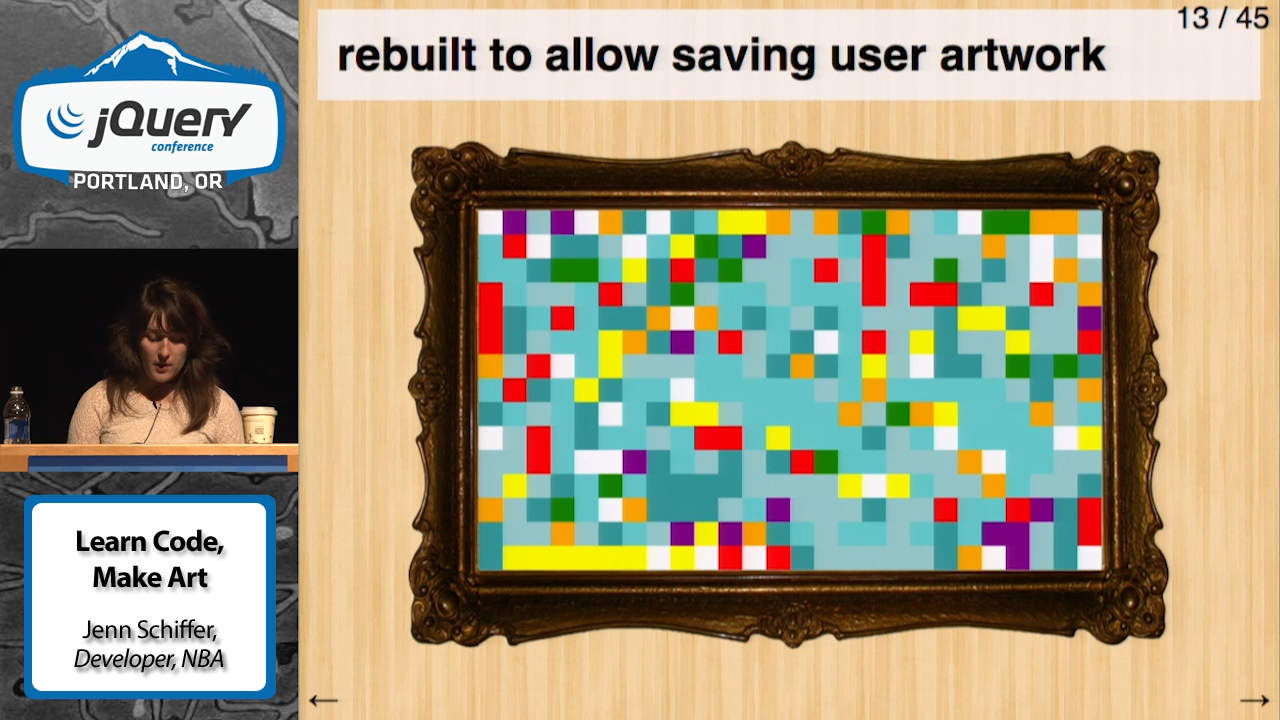 jQuery
conference
PORTLAND, OR
Learn Code,
Make Art
Jenn Schiffer,
Developer, NBA
13 / 45
rebuilt to allow saving user artwork
← →